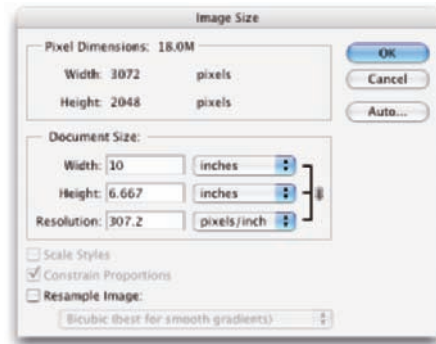 Image Size
Pixel Dimensions: 18.0M
Width: 3072 pixels
Height: 2048 pixels
OK
Cancel
Auto...
Document Size:
Width: 10 inches
Height: 6.667 inches
Resolution: 307.2 pixels/inch
Scale Styles
Constrain Proportions
Resample Image:
Bicubic (best for smooth gradients)